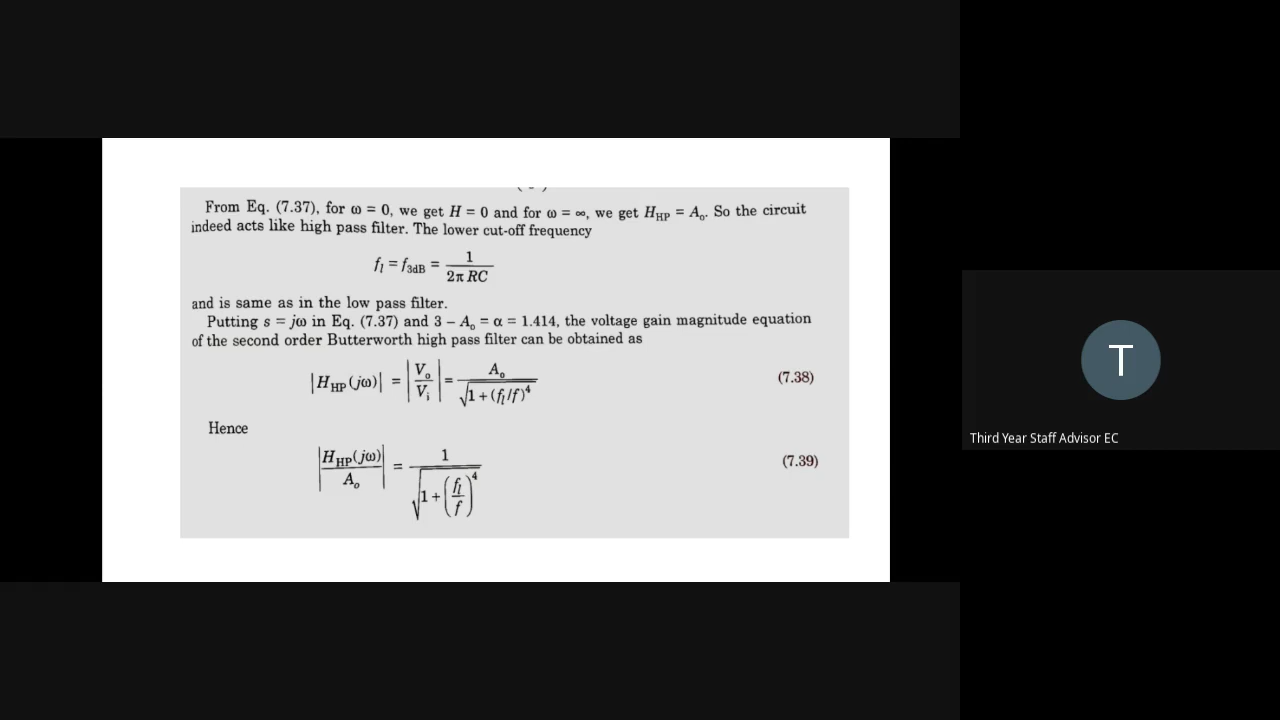 From Eq. (7.37), for ω = 0, we get H = 0 and for ω = ∞, we get H_HP = A_o. So the circuit
indeed acts like high pass filter. The lower cut-off frequency
f_l = f_3dB = 1 / 2π RC
and is same as in the low pass filter.
Putting s = jω in Eq. (7.37) and 3 − A_o = α = 1.414, the voltage gain magnitude equation
of the second order Butterworth high pass filter can be obtained as
|H_HP (jω)| = |V_o / V_i| = A_o / √(1 + (f_l/f)^4) (7.38)
Hence
|H_HP(jω) / A_o| = 1 / √(1 + (f_l / f)^4) (7.39)
T
Third Year Staff Advisor EC